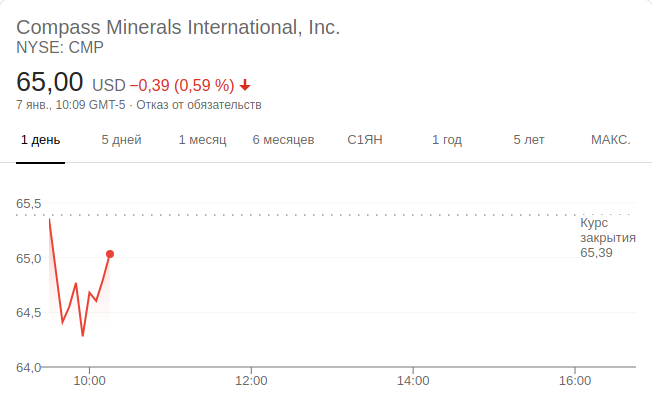 Compass Minerals International, Inc.
NYSE: CMP
65,00 USD −0,39 (0,59 %)
7 янв., 10:09 GMT-5 · Отказ от обязательств
1 день 5 дней 1 месяц 6 месяцев С1ЯН 1 год 5 лет МАКС.
65,5
Курс
закрытия
65,39
65,0
64,5
64,0
10:00 12:00 14:00 16:00